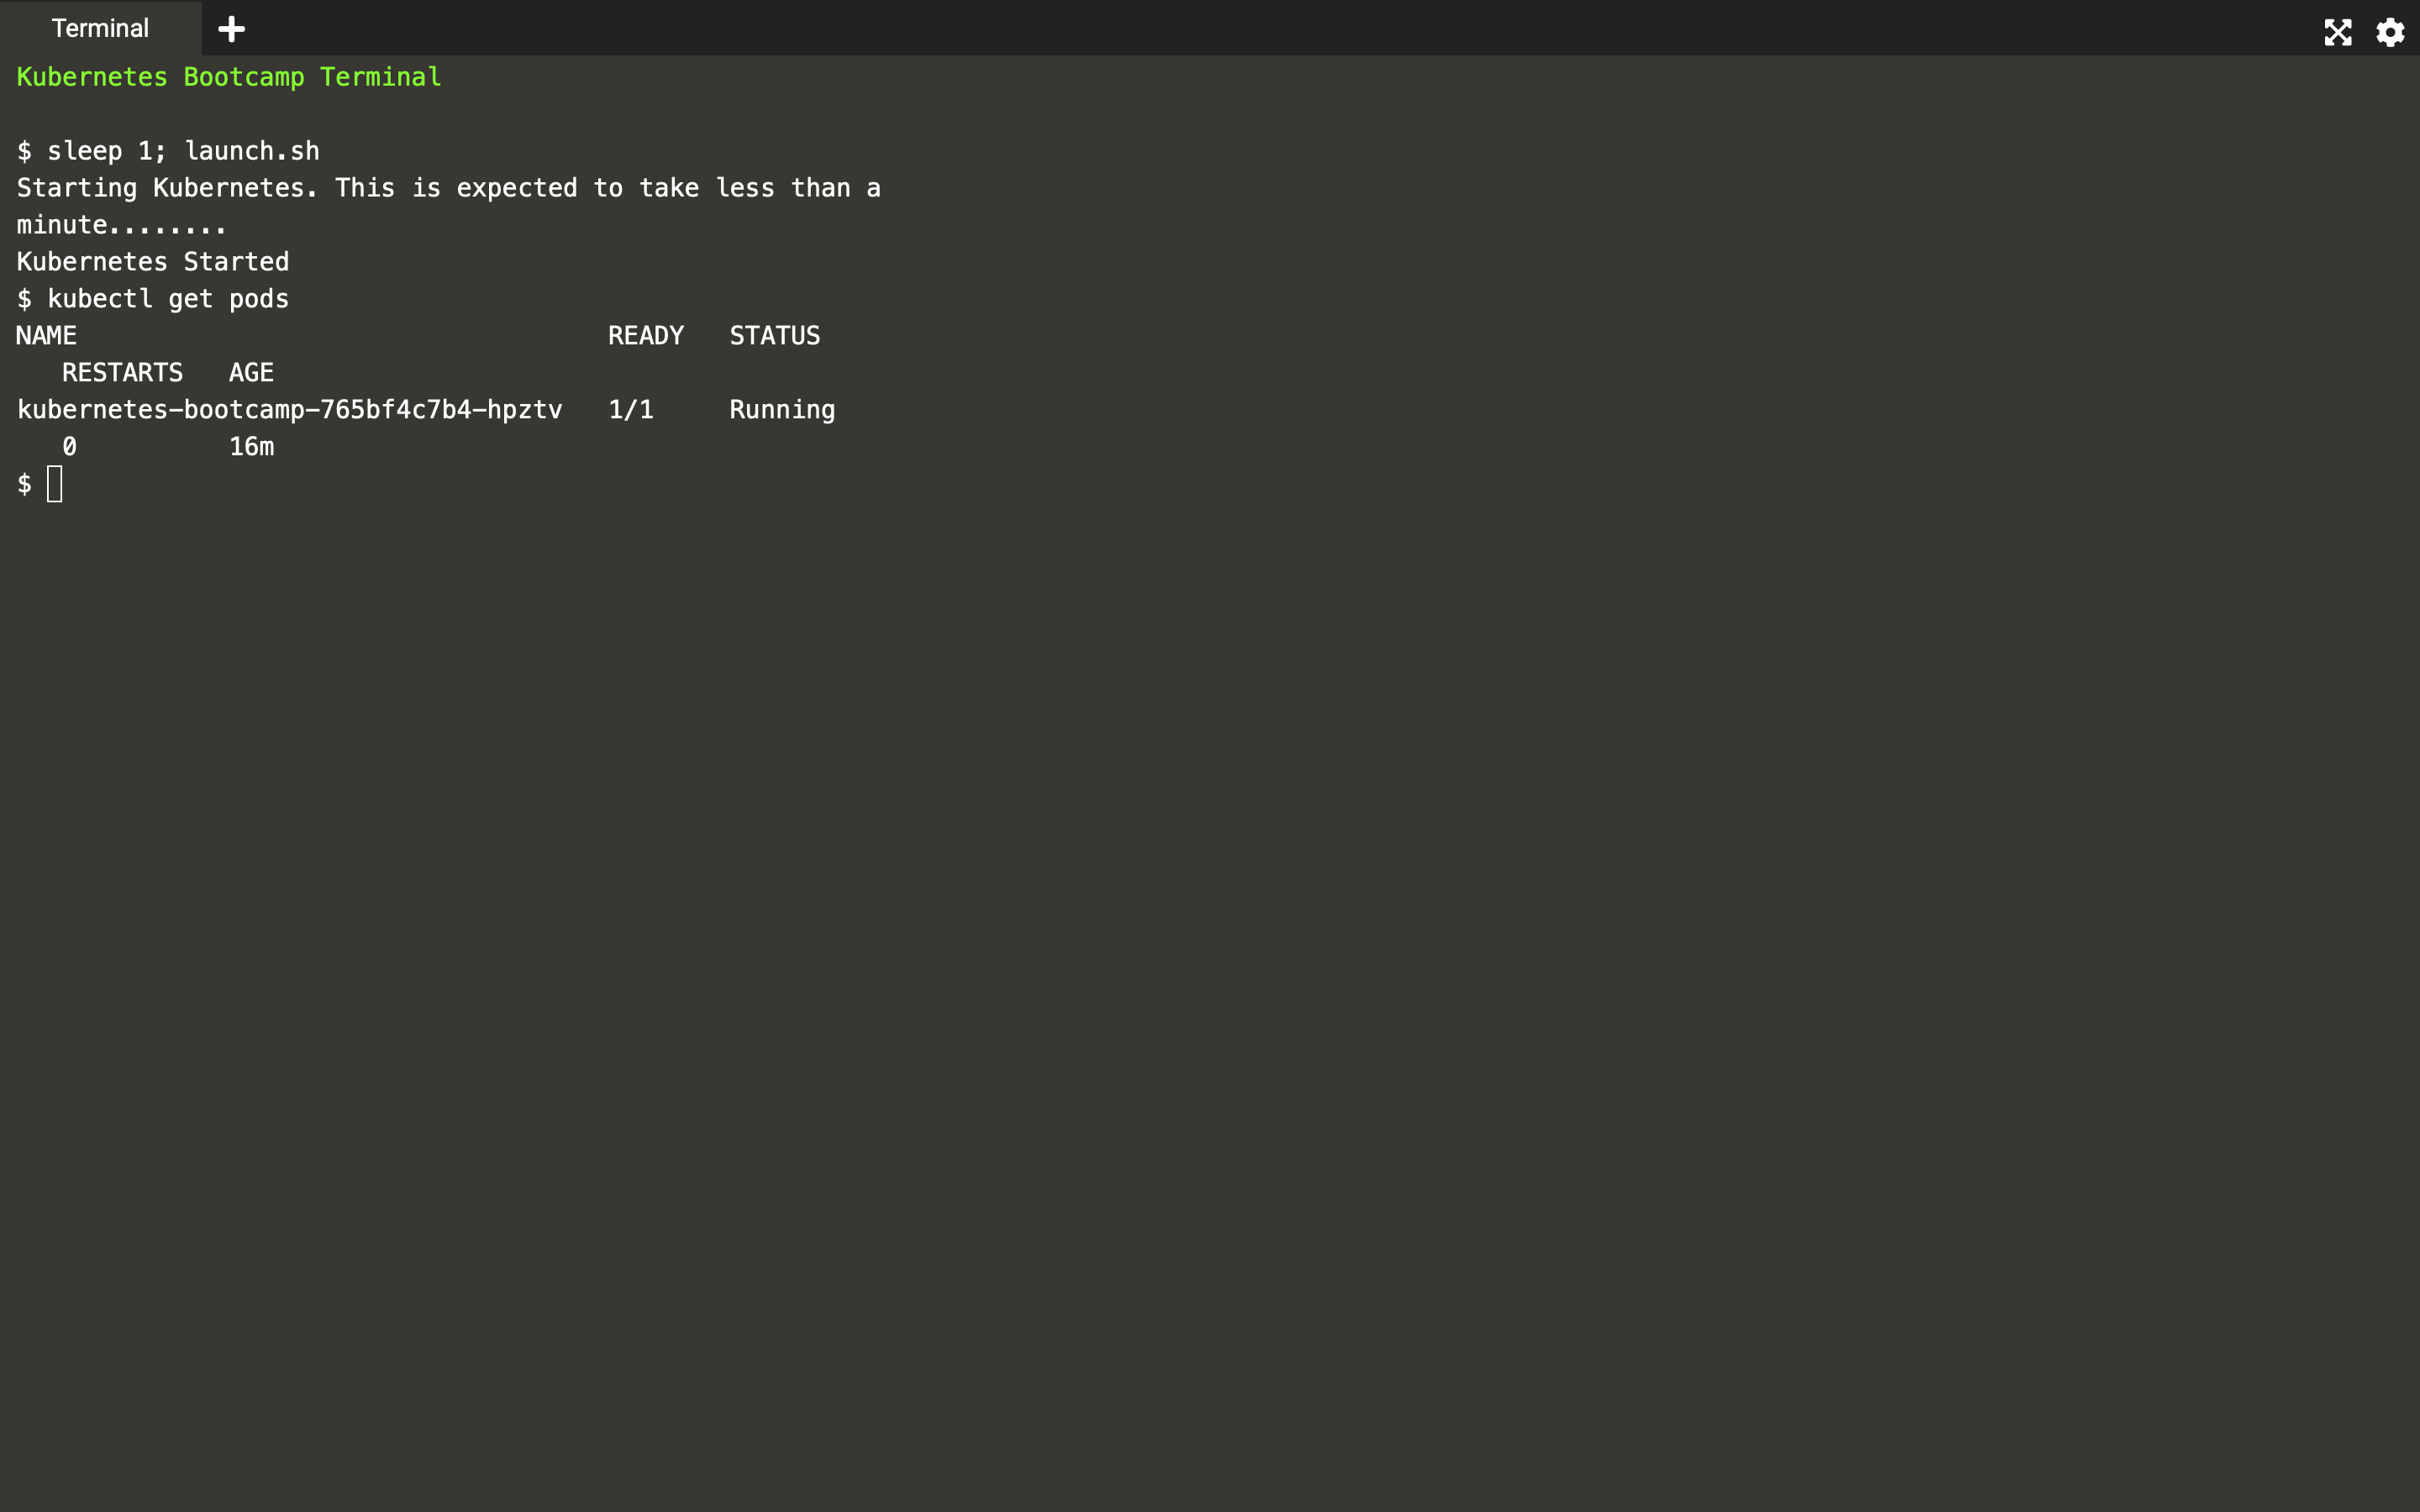 Terminal
Kubernetes Bootcamp Terminal
$ sleep 1; launch.sh
Starting Kubernetes. This is expected to take less than a
minute........
Kubernetes Started
$ kubectl get pods
NAME                                   READY   STATUS
   RESTARTS   AGE
kubernetes-bootcamp-765bf4c7b4-hpztv   1/1     Running
   0          16m
$